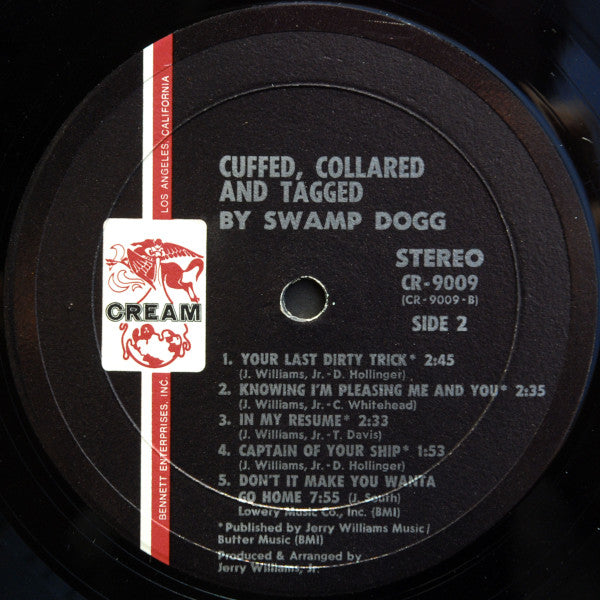 CUFFED, COLLARED
AND TAGGED
BY SWAMP DOGG
STEREO
CR-9009
(CR-9009-B)
SIDE 2
1. YOUR LAST DIRTY TRICK* 2:45
(J. Williams, Jr.-D. Hollinger)
2. KNOWING I'M PLEASING ME AND YOU* 2:35
(J. Williams, Jr.-C. Whitehead)
3. IN MY RESUME* 2:33
(J. Williams, Jr.-T. Davis)
4. CAPTAIN OF YOUR SHIP* 1:53
(J. Williams, Jr.-D. Hollinger)
5. DON'T IT MAKE YOU WANTA
GO HOME 7:55 (J. South)
Lowery Music Co., Inc. (BMI)
*Published by Jerry Williams Music/
Butter Music (BMI)
Produced & Arranged by
Jerry Williams, Jr.
CREAM
BENNETT ENTERPRISES, INC.
LOS ANGELES, CALIFORNIA